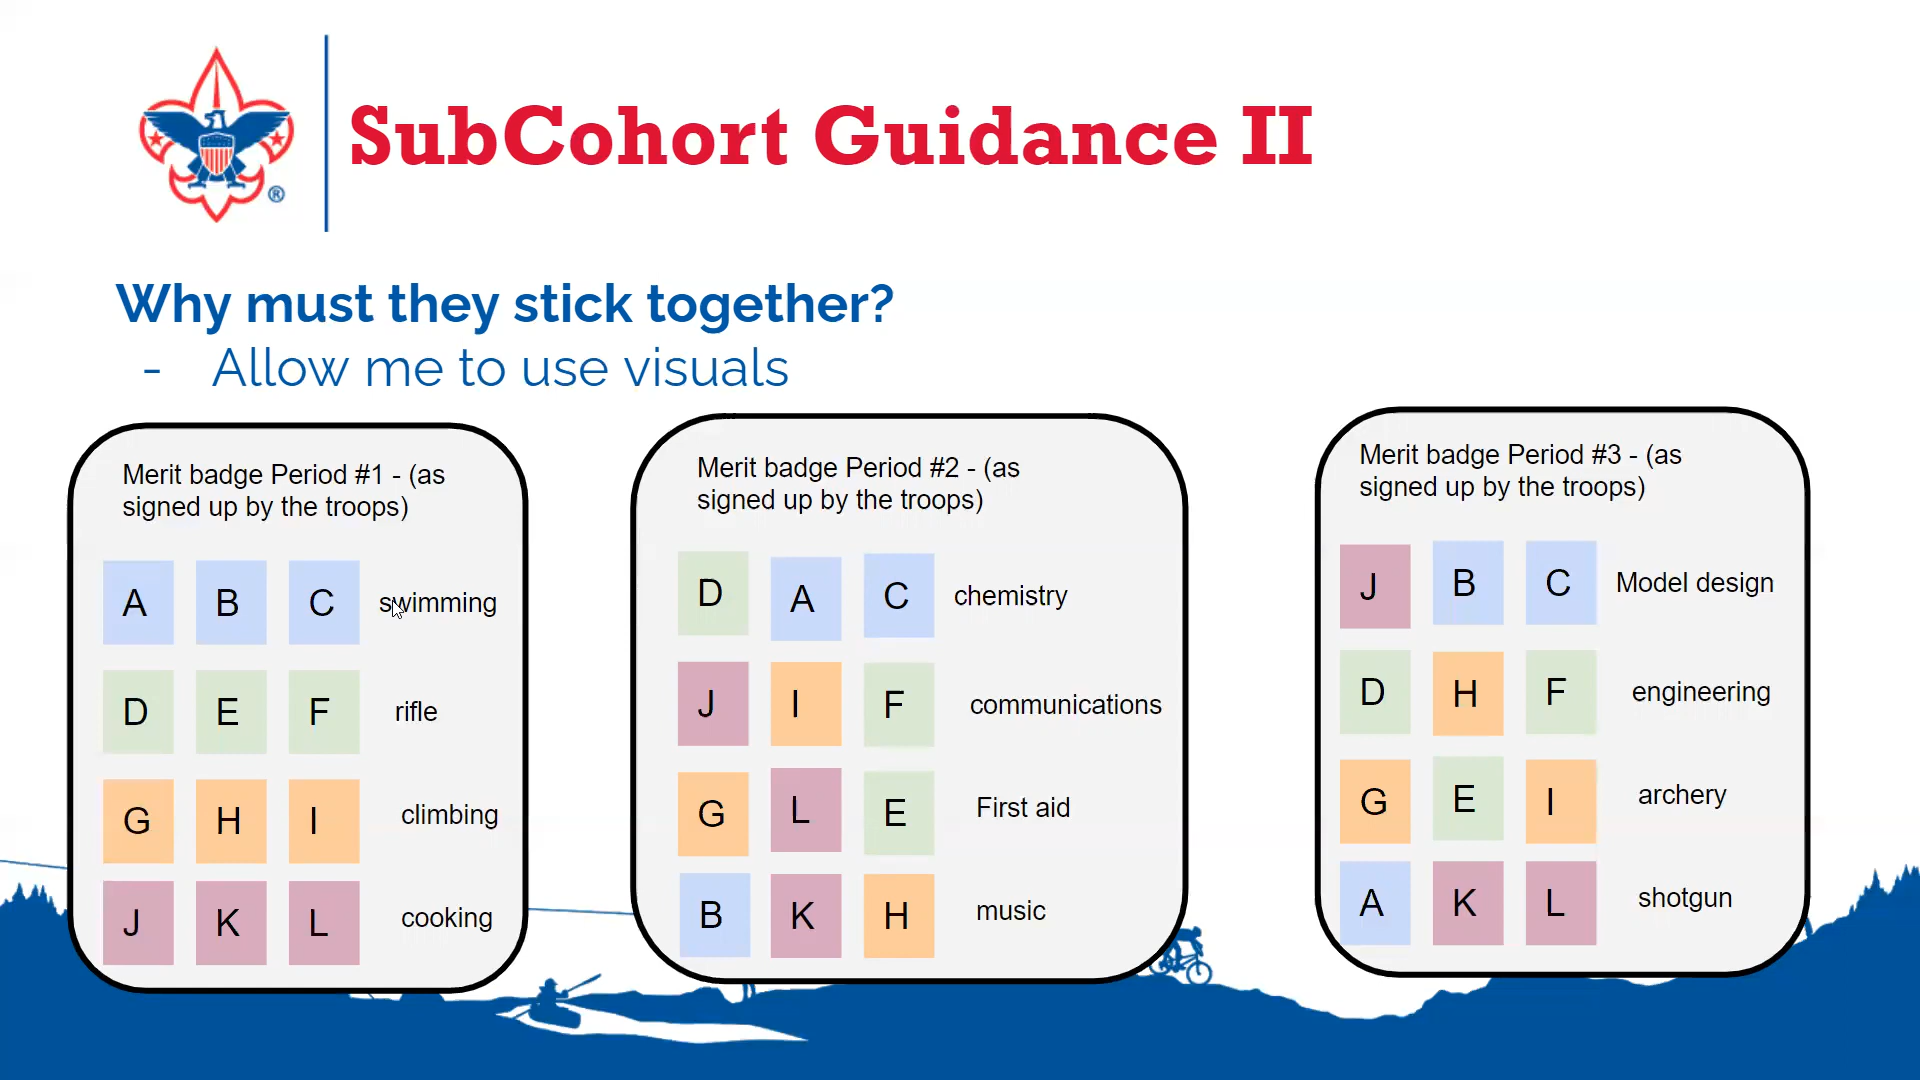 SubCohort Guidance II
®
Why must they stick together?
- Allow me to use visuals
Merit badge Period #1 - (as
signed up by the troops)
A B C swimming
D E F rifle
G H I climbing
J K L cooking
Merit badge Period #2 - (as
signed up by the troops)
D A C chemistry
J I F communications
G L E First aid
B K H music
Merit badge Period #3 - (as
signed up by the troops)
J B C Model design
D H F engineering
G E I archery
A K L shotgun